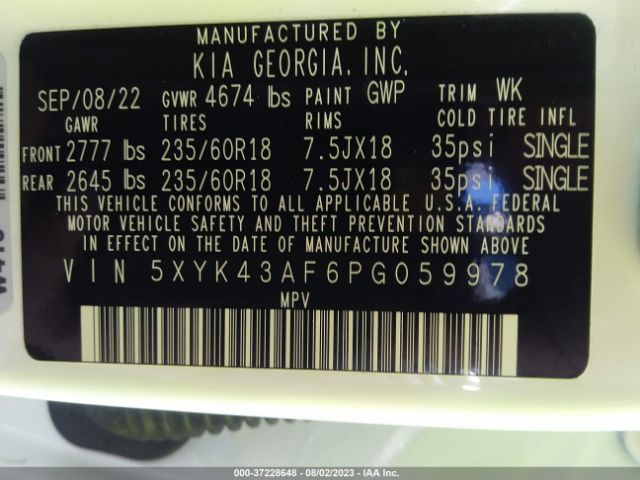 MANUFACTURED BY
KIA GEORGIA, INC.
SEP/08/22 GVWR 4674 lbs PAINT GWP TRIM WK
GAWR TIRES RIMS COLD TIRE INFL
FRONT 2777 lbs 235/60R18 7.5JX18 35psi SINGLE
REAR 2645 lbs 235/60R18 7.5JX18 35psi SINGLE
THIS VEHICLE CONFORMS TO ALL APPLICABLE U.S.A. FEDERAL
MOTOR VEHICLE SAFETY AND THEFT PREVENTION STANDARDS
IN EFFECT ON THE DATE OF MANUFACTURE SHOWN ABOVE.
VIN 5XYK43AF6PG059978
MPV
000-37228648 - 08/02/2023 - IAA Inc.